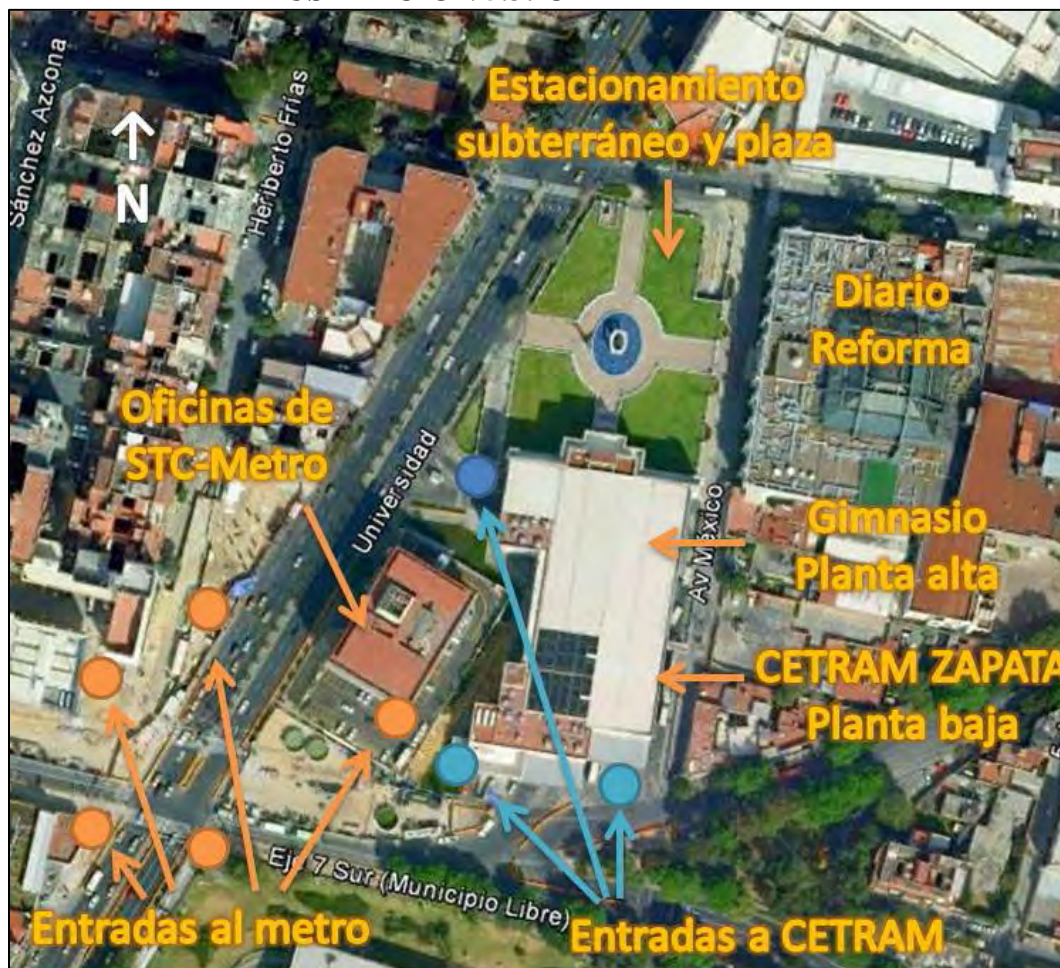 Estacionamiento
subterráneo y plaza
Sánchez Azcona
Heriberto Frías
N
Diario
Reforma
Oficinas de
STC-Metro
Universidad
Av México
Gimnasio
Planta alta
CETRAM ZAPATA
Planta baja
Eje 7 Sur (Municipio Libre)
Entradas al metro
Entradas a CETRAM